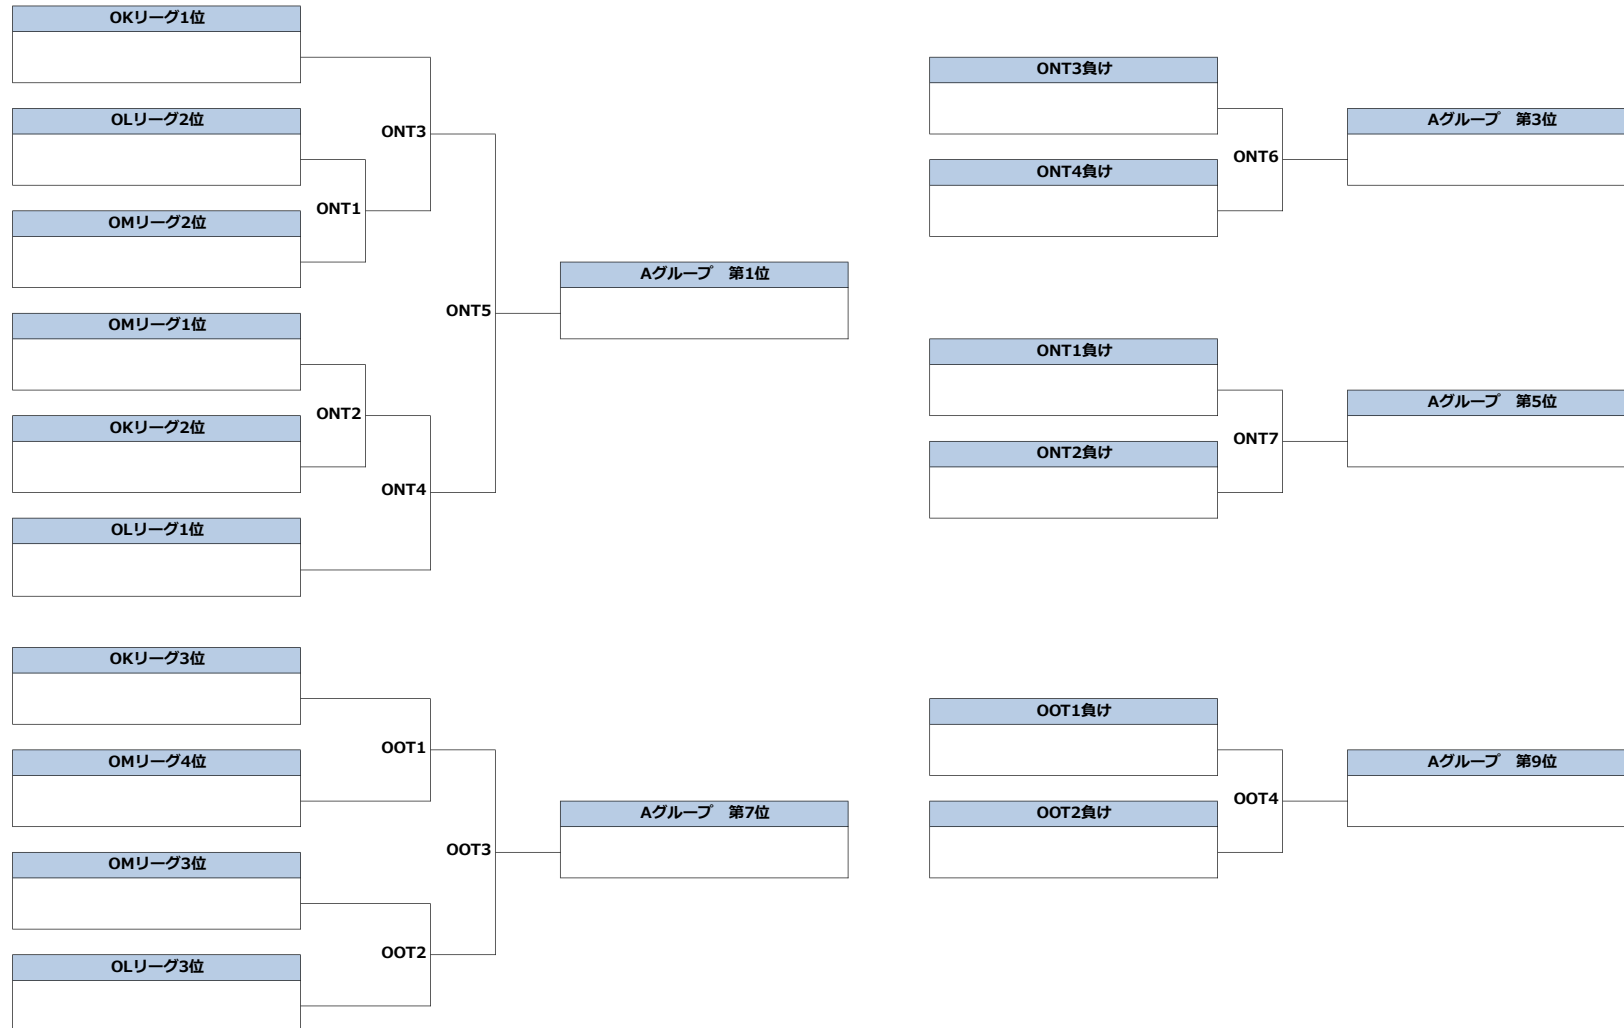 OKリーグ1位
OLリーグ2位
ONT3
ONT1
OMリーグ2位
OMリーグ1位
ONT5
Aグループ　第1位
ONT2
OKリーグ2位
ONT4
OLリーグ1位
ONT3負け
ONT6
Aグループ　第3位
ONT4負け
ONT1負け
ONT7
Aグループ　第5位
ONT2負け
OKリーグ3位
OOT1
OMリーグ4位
OOT3
Aグループ　第7位
OMリーグ3位
OOT2
OLリーグ3位
OOT1負け
OOT4
Aグループ　第9位
OOT2負け